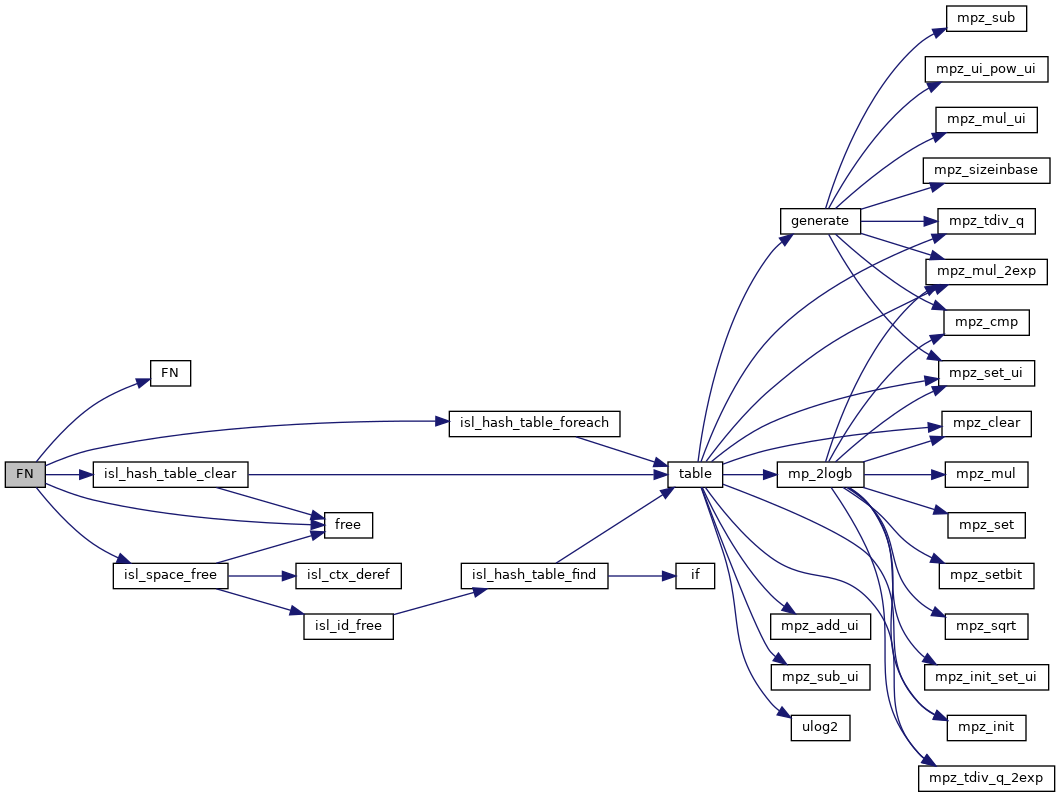 mpz_sub
mpz_ui_pow_ui
mpz_mul_ui
mpz_sizeinbase
generate
mpz_tdiv_q
mpz_mul_2exp
mpz_cmp
FN
mpz_set_ui
isl_hash_table_foreach
mpz_clear
FN
isl_hash_table_clear
table
mp_2logb
mpz_mul
free
mpz_set
isl_space_free
isl_ctx_deref
isl_hash_table_find
if
mpz_setbit
isl_id_free
mpz_add_ui
mpz_sqrt
mpz_sub_ui
mpz_init_set_ui
ulog2
mpz_init
mpz_tdiv_q_2exp